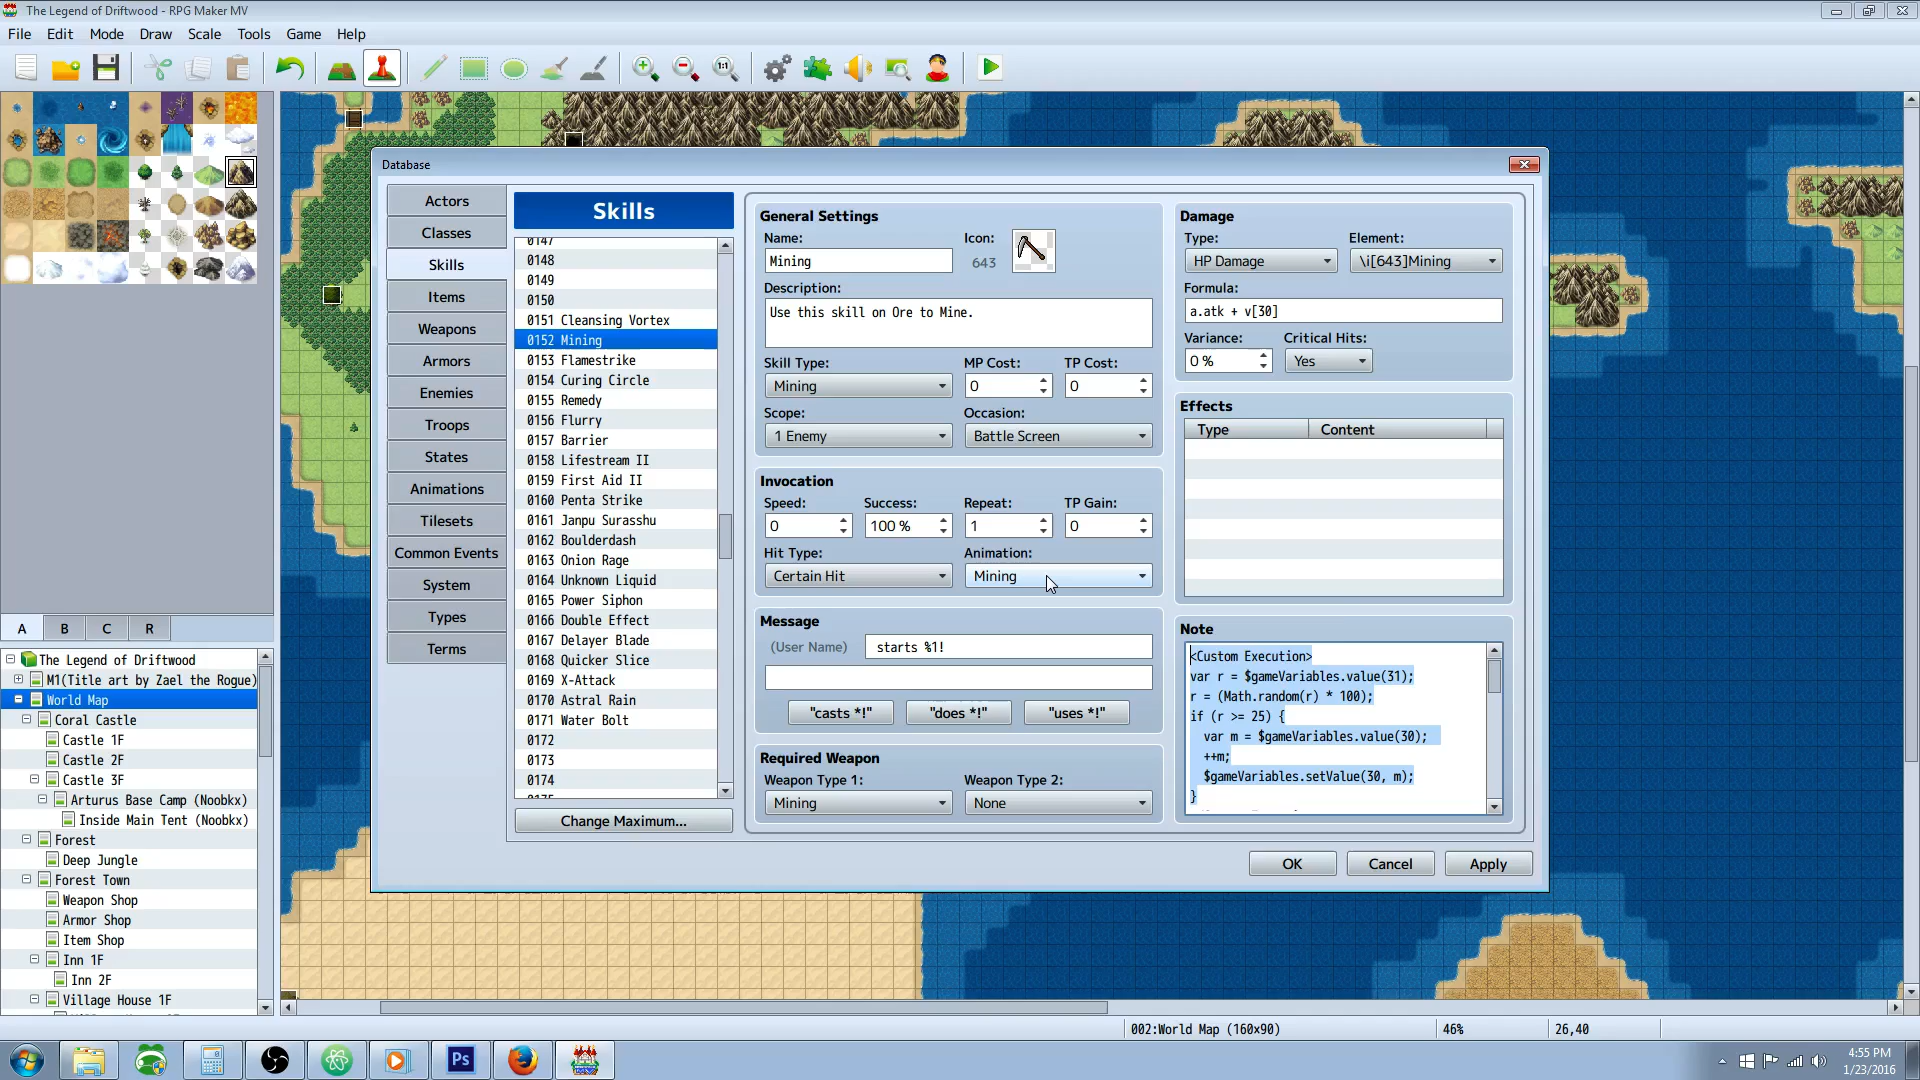 The Legend of Driftwood - RPG Maker MV
File Edit Mode Draw Scale Tools Game Help
1:1
Database
Actors
Classes
Skills
Items
Weapons
Armors
Enemies
Troops
States
Animations
Tilesets
Common Events
System
Types
Terms
Skills
0147
0148
0149
0150
0151 Cleansing Vortex
0152 Mining
0153 Flamestrike
0154 Curing Circle
0155 Remedy
0156 Flurry
0157 Barrier
0158 Lifestream II
0159 First Aid II
0160 Penta Strike
0161 Janpu Surasshu
0162 Boulderdash
0163 Onion Rage
0164 Unknown Liquid
0165 Power Siphon
0166 Double Effect
0167 Delayer Blade
0168 Quicker Slice
0169 X-Attack
0170 Astral Rain
0171 Water Bolt
0172
0173
0174
0175
Change Maximum...
General Settings
Name: Icon:
Mining 643
Description:
Use this skill on Ore to Mine.
Skill Type: MP Cost: TP Cost:
Mining 0 0
Scope: Occasion:
1 Enemy Battle Screen
Invocation
Speed: Success: Repeat: TP Gain:
0 100 % 1 0
Hit Type: Animation:
Certain Hit Mining
Message
(User Name) starts %1!
"casts *!" "does *!" "uses *!"
Required Weapon
Weapon Type 1: Weapon Type 2:
Mining None
Damage
Type: Element:
HP Damage \i[643]Mining
Formula:
a.atk + v[30]
Variance: Critical Hits:
0 % Yes
Effects
Type Content
Note
<Custom Execution>
var r = $gameVariables.value(31);
r = (Math.random(r) * 100);
if (r >= 25) {
var m = $gameVariables.value(30);
++m;
$gameVariables.setValue(30, m);
}
OK Cancel Apply
A B C R
The Legend of Driftwood
M1(Title art by Zael the Rogue)
World Map
Coral Castle
Castle 1F
Castle 2F
Castle 3F
Arturus Base Camp (Noobkx)
Inside Main Tent (Noobkx)
Forest
Deep Jungle
Forest Town
Weapon Shop
Armor Shop
Item Shop
Inn 1F
Inn 2F
Village House 1F
002:World Map (160x90) 46% 26,40
Ps
4:55 PM
1/23/2016